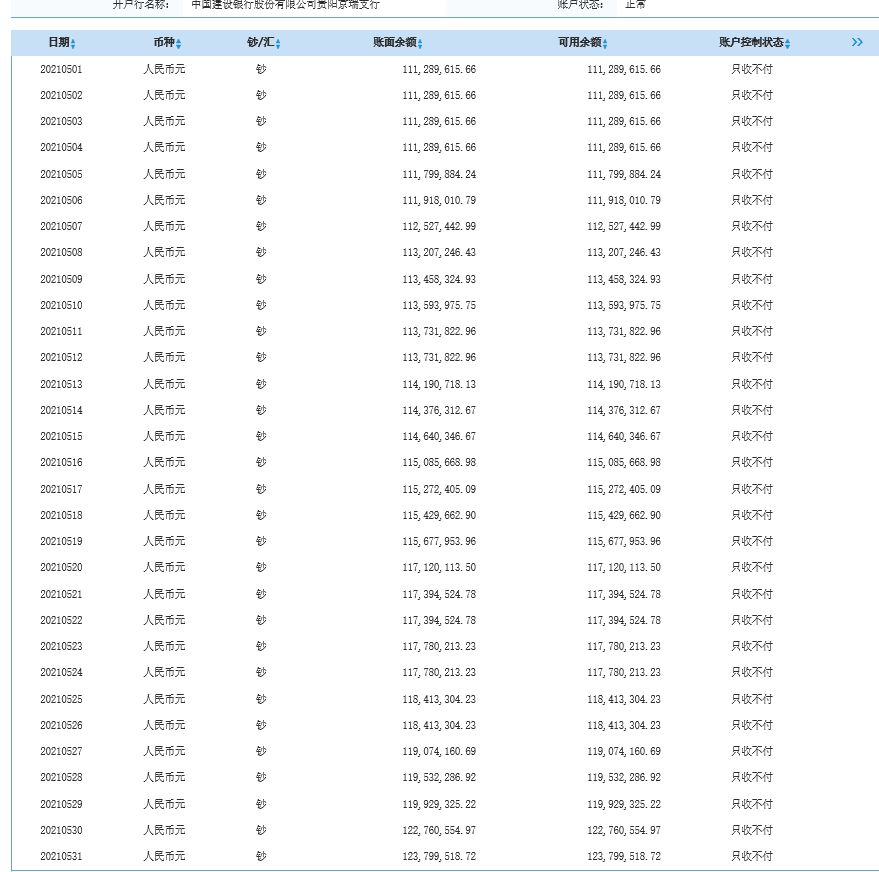 开户行名称： 中国建设银行股份有限公司贵阳京瑞支行 账户状态： 正常
日期 币种 钞/汇 账面余额 可用余额 账户控制状态 >>
20210501 人民币元 钞 111,289,615.66 111,289,615.66 只收不付
20210502 人民币元 钞 111,289,615.66 111,289,615.66 只收不付
20210503 人民币元 钞 111,289,615.66 111,289,615.66 只收不付
20210504 人民币元 钞 111,289,615.66 111,289,615.66 只收不付
20210505 人民币元 钞 111,799,884.24 111,799,884.24 只收不付
20210506 人民币元 钞 111,918,010.79 111,918,010.79 只收不付
20210507 人民币元 钞 112,527,442.99 112,527,442.99 只收不付
20210508 人民币元 钞 113,207,246.43 113,207,246.43 只收不付
20210509 人民币元 钞 113,458,324.93 113,458,324.93 只收不付
20210510 人民币元 钞 113,593,975.75 113,593,975.75 只收不付
20210511 人民币元 钞 113,731,822.96 113,731,822.96 只收不付
20210512 人民币元 钞 113,731,822.96 113,731,822.96 只收不付
20210513 人民币元 钞 114,190,718.13 114,190,718.13 只收不付
20210514 人民币元 钞 114,376,312.67 114,376,312.67 只收不付
20210515 人民币元 钞 114,640,346.67 114,640,346.67 只收不付
20210516 人民币元 钞 115,085,668.98 115,085,668.98 只收不付
20210517 人民币元 钞 115,272,405.09 115,272,405.09 只收不付
20210518 人民币元 钞 115,429,662.90 115,429,662.90 只收不付
20210519 人民币元 钞 115,677,953.96 115,677,953.96 只收不付
20210520 人民币元 钞 117,120,113.50 117,120,113.50 只收不付
20210521 人民币元 钞 117,394,524.78 117,394,524.78 只收不付
20210522 人民币元 钞 117,394,524.78 117,394,524.78 只收不付
20210523 人民币元 钞 117,780,213.23 117,780,213.23 只收不付
20210524 人民币元 钞 117,780,213.23 117,780,213.23 只收不付
20210525 人民币元 钞 118,413,304.23 118,413,304.23 只收不付
20210526 人民币元 钞 118,413,304.23 118,413,304.23 只收不付
20210527 人民币元 钞 119,074,160.69 119,074,160.69 只收不付
20210528 人民币元 钞 119,532,286.92 119,532,286.92 只收不付
20210529 人民币元 钞 119,929,325.22 119,929,325.22 只收不付
20210530 人民币元 钞 122,760,554.97 122,760,554.97 只收不付
20210531 人民币元 钞 123,799,518.72 123,799,518.72 只收不付